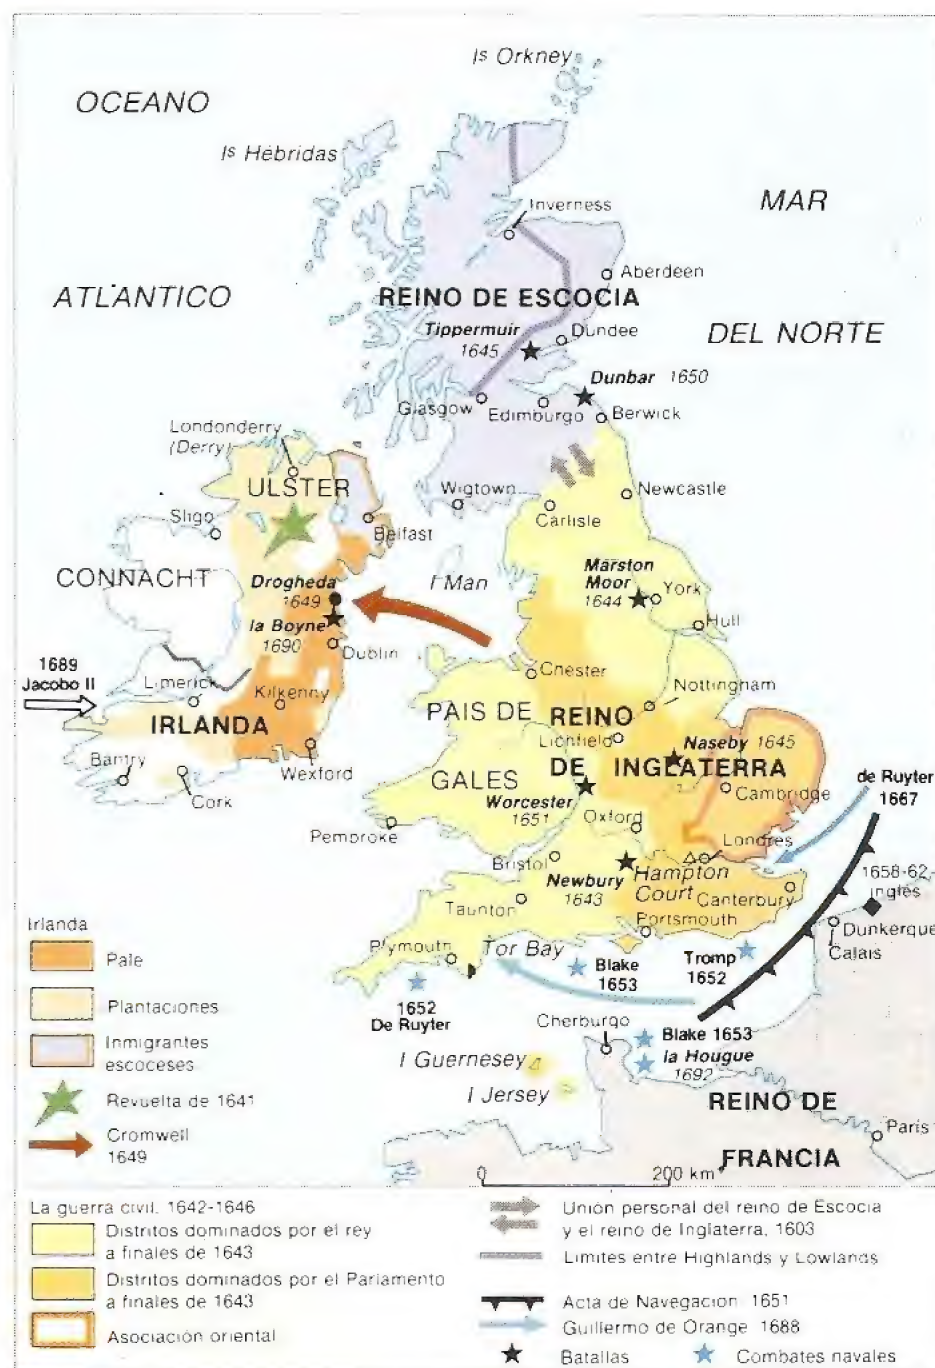 Is Orkney
OCEANO
Is Hébridas
MAR
Inverness
Aberdeen
ATLANTICO
REINO DE ESCOCIA
Tippermuir
1645
Dundee
DEL NORTE
Dunbar 1650
Glasgow
Edimburgo
Berwick
Londonderry
(Derry)
ULSTER
Wigtown
Newcastle
Carlisle
Sligo
Belfast
CONNACHT
Drogheda
1649
I Man
Marston
Moor
1644
York
la Boyne
1690
Hull
Dublin
1689
Jacobo II
Limerick
Kilkenny
Chester
Nottingham
PAIS DE
GALES
IRLANDA
REINO
DE INGLATERRA
Lichfield
Naseby 1645
Bantry
Cork
Wexford
Worcester
1651
Cambridge
de Ruyter
1667
Pembroke
Oxford
Londres
Bristol
Newbury
1643
Hampton
Court
1658-62
inglés
Taunton
Canterbury
Portsmouth
Dunkerque
Calais
Plymouth
Tor Bay
Blake
1653
Tromp
1652
1652
De Ruyter
Cherburgo
Blake 1653
la Hougue
1692
I Guernesey
I Jersey
REINO DE
FRANCIA
París
0
200 km
Irlanda
Pale
Plantaciones
Inmigrantes
escoceses
Revuelta de 1641
Cromwell
1649
La guerra civil, 1642-1646
Distritos dominados por el rey
a finales de 1643
Distritos dominados por el Parlamento
a finales de 1643
Asociación oriental
Unión personal del reino de Escocia
y el reino de Inglaterra, 1603
Límites entre Highlands y Lowlands
Acta de Navegación 1651
Guillermo de Orange 1688
Batallas
Combates navales